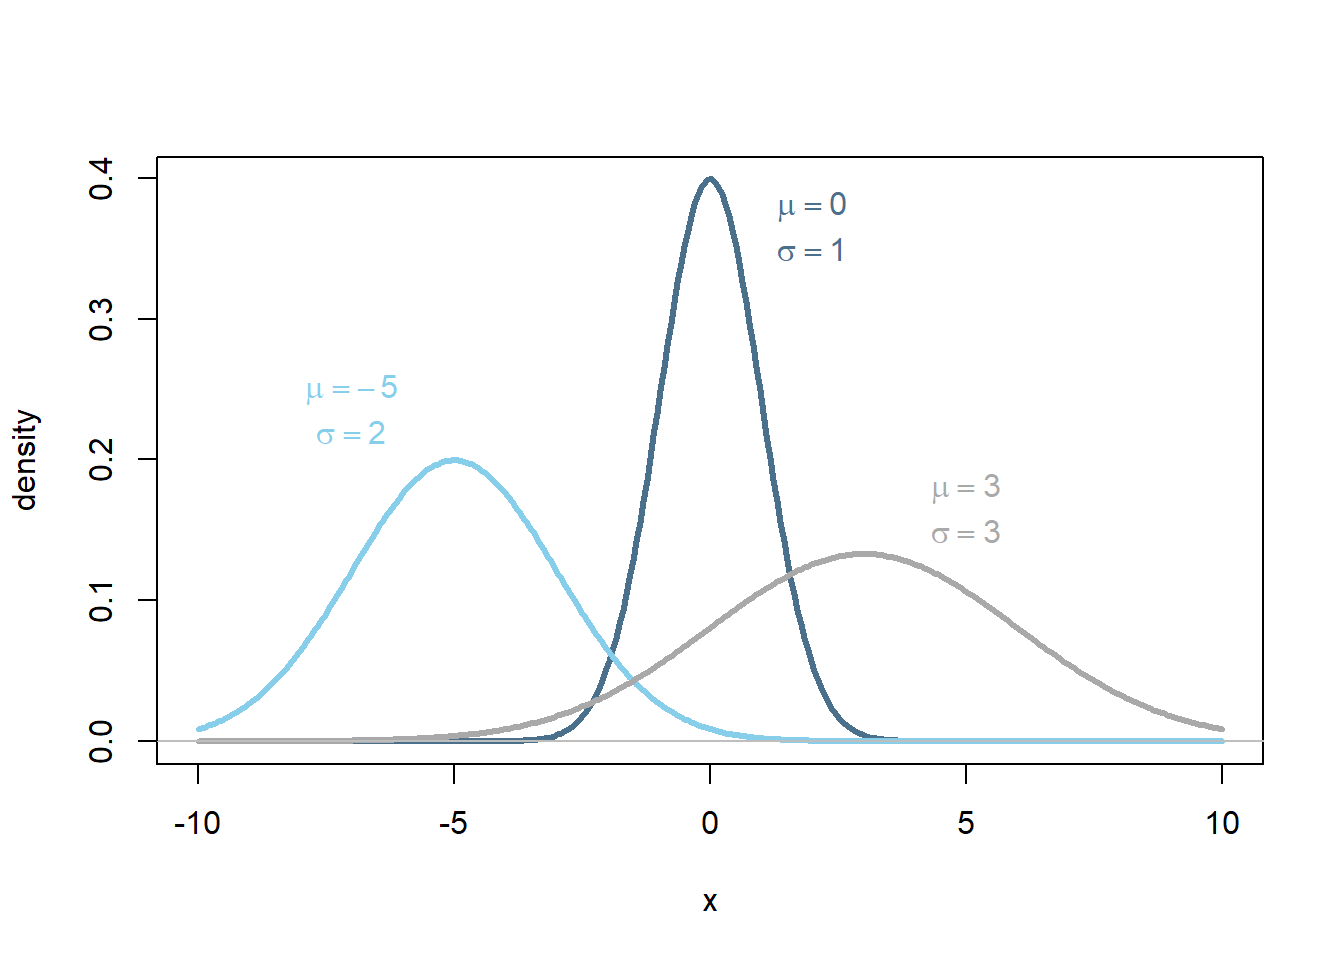 0.4
μ = 0
σ = 1
0.3
μ = − 5
σ = 2
density
0.2
μ = 3
σ = 3
0.1
0.0
-10 -5 0 5 10
x